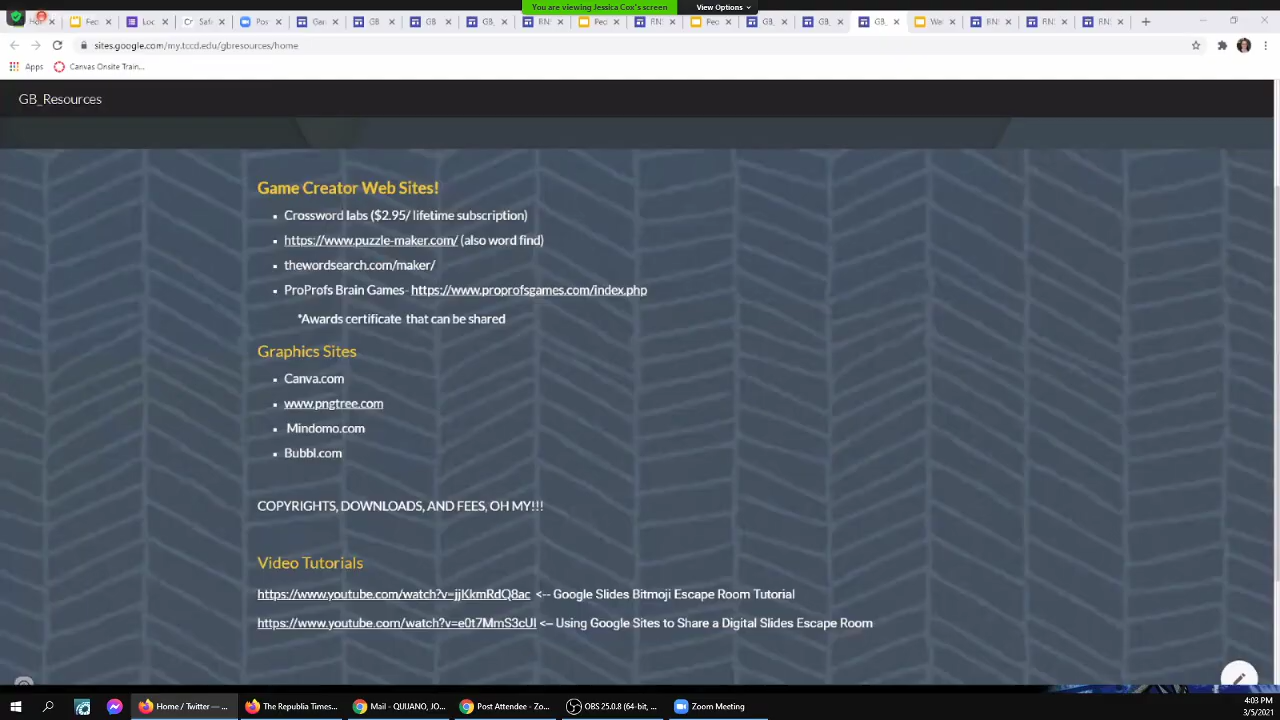 You are viewing Jessica Cox's screen
View Options
sites.google.com/my.tccd.edu/gbresources/home
Apps
Canvas Onsite Train...
GB_Resources
Game Creator Web Sites!
Crossword labs ($2.95/ lifetime subscription)
https://www.puzzle-maker.com/ (also word find)
thewordsearch.com/maker/
ProProfs Brain Games- https://www.proprofsgames.com/index.php
*Awards certificate that can be shared
Graphics Sites
Canva.com
www.pngtree.com
Mindomo.com
Bubbl.com
COPYRIGHTS, DOWNLOADS, AND FEES, OH MY!!!
Video Tutorials
https://www.youtube.com/watch?v=jjKkmRdQ8ac <-- Google Slides Bitmoji Escape Room Tutorial
https://www.youtube.com/watch?v=e0t7MmS3cUI <-- Using Google Sites to Share a Digital Slides Escape Room
Home / Twitter — ...
The Republia Times...
Mail - QUIJANO, JO...
Post Attendee - Zo...
OBS 25.0.8 (64-bit, ...
Zoom Meeting
4:03 PM
3/5/2021